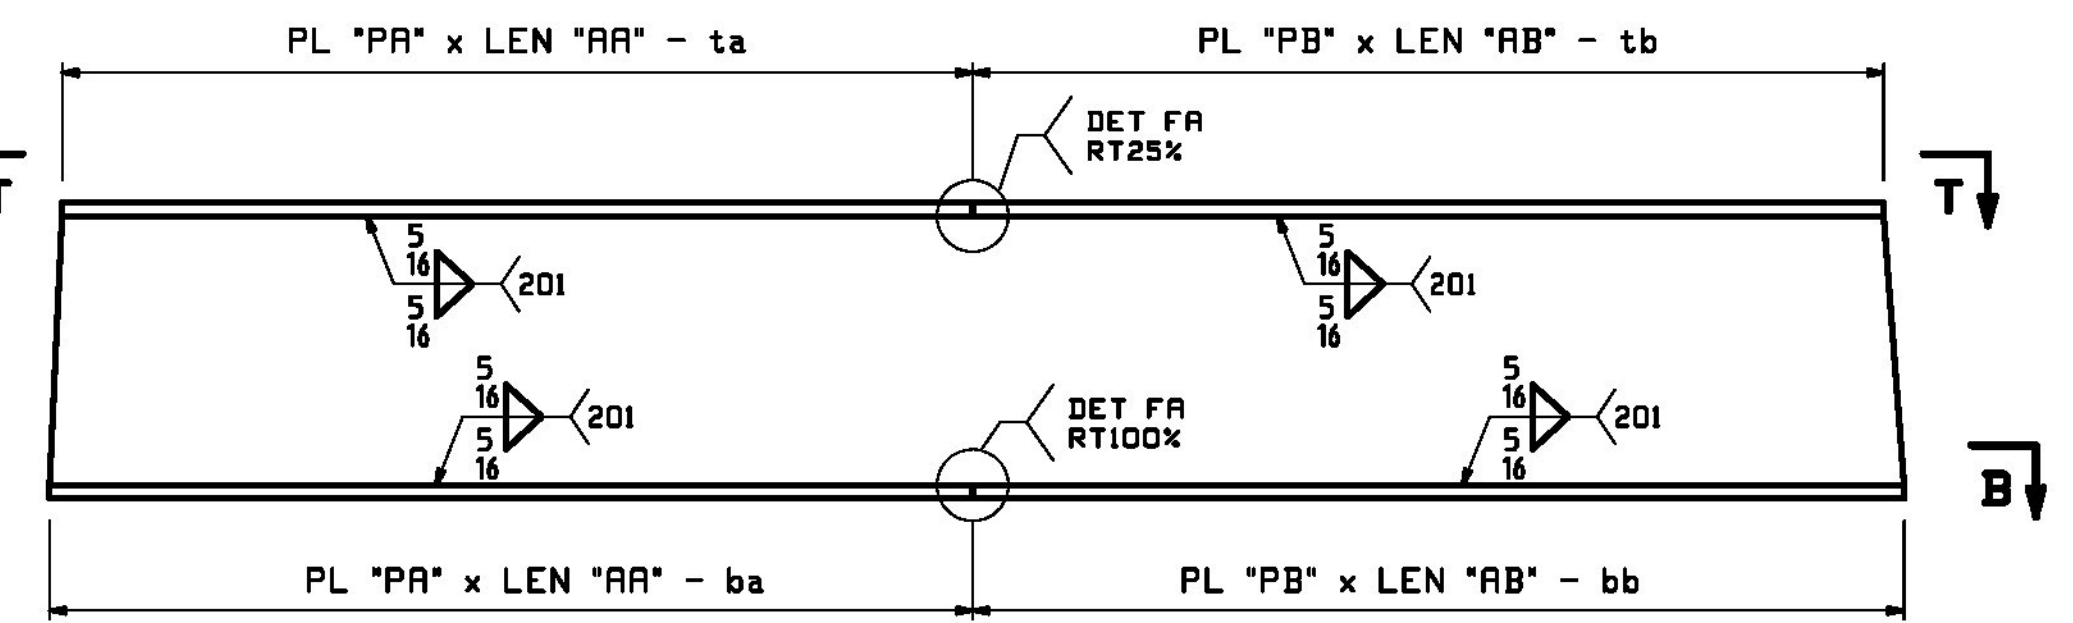 PL "PA" x LEN "AA" - ta
PL "PB" x LEN "AB" - tb
DET FA
RT25%
T
5
16
5
16
201
5
16
5
16
201
5
16
5
16
201
DET FA
RT100%
5
16
5
16
201
B
PL "PA" x LEN "AA" - ba
PL "PB" x LEN "AB" - bb